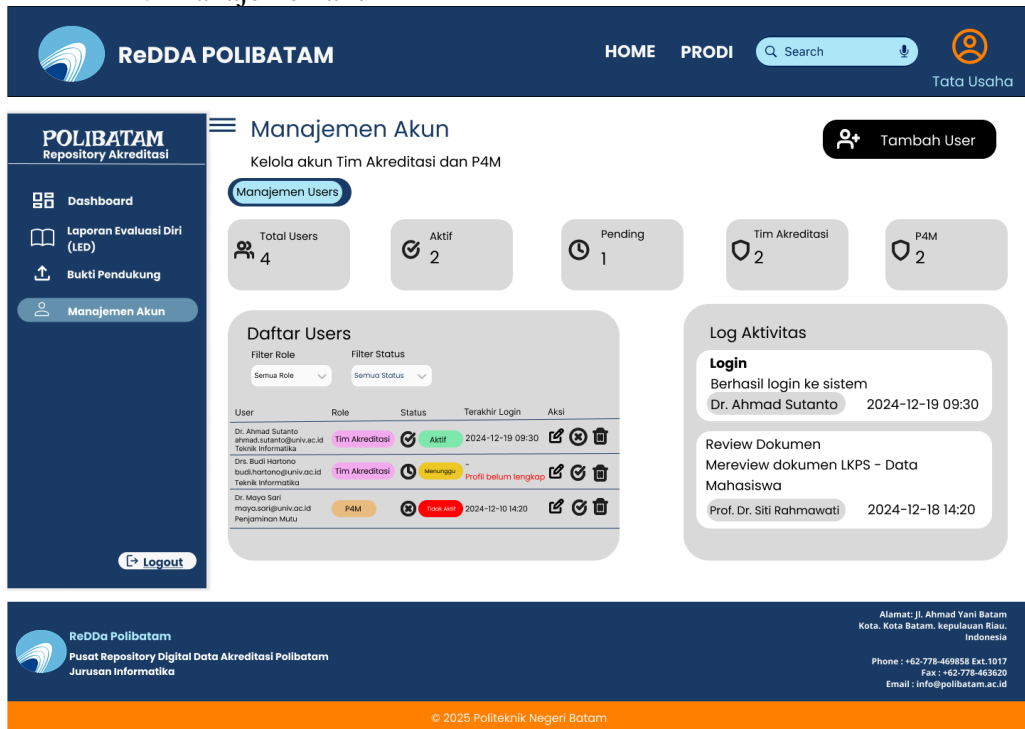 ReDDA POLIBATAM
HOME PRODI Search
Tata Usaha
POLIBATAM
Repository Akreditasi
Dashboard
Laporan Evaluasi Diri
(LED)
Bukti Pendukung
Manajemen Akun
Logout
Manajemen Akun
Kelola akun Tim Akreditasi dan P4M
Tambah User
Manajemen Users
Total Users
4
Aktif
2
Pending
1
Tim Akreditasi
2
P4M
2
Daftar Users
Filter Role Filter Status
Semua Role Semua Status
User Role Status Terakhir Login Aksi
Dr. Ahmad Sutanto
ahmad.sutanto@univ.ac.id Tim Akreditasi Aktif 2024-12-19 09:30
Teknik Informatika
Drs. Budi Hartono -
budi.hartono@univ.ac.id Tim Akreditasi Menunggu Profil belum lengkap
Teknik Informatika
Dr. Maya Sari
maya.sari@univ.ac.id P4M Tidak Aktif 2024-12-10 14:20
Penjaminan Mutu
Log Aktivitas
Login
Berhasil login ke sistem
Dr. Ahmad Sutanto 2024-12-19 09:30
Review Dokumen
Mereview dokumen LKPS - Data
Mahasiswa
Prof. Dr. Siti Rahmawati 2024-12-18 14:20
ReDDa Polibatam
Pusat Repository Digital Data Akreditasi Polibatam
Jurusan Informatika
Alamat: Jl. Ahmad Yani Batam
Kota. Kota Batam. kepulauan Riau.
Indonesia
Phone : +62-778-469858 Ext.1017
Fax : +62-778-463620
Email : info@polibatam.ac.id
© 2025 Politeknik Negeri Batam